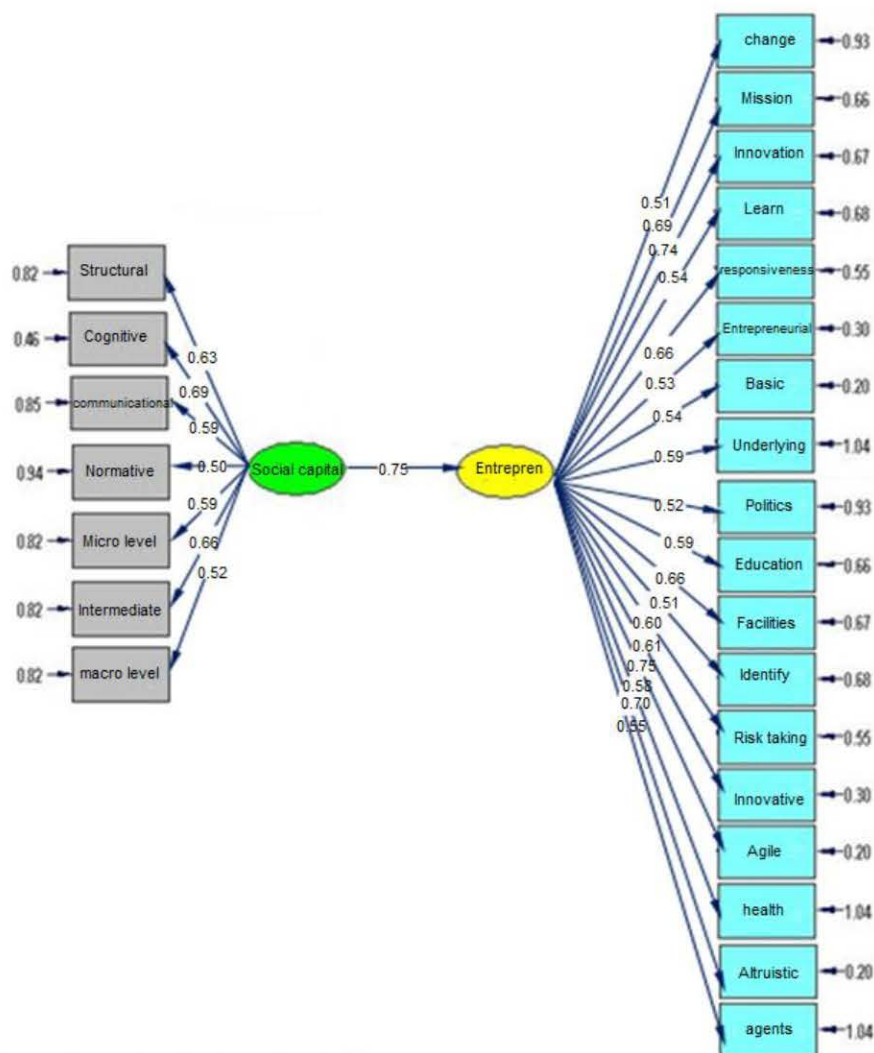 change
0.93
Mission
0.66
Innovation
0.67
Learn
0.68
responsiveness
0.55
Entrepreneurial
0.30
Basic
0.20
Underlying
1.04
Politics
0.93
Education
0.66
Facilities
0.67
Identify
0.68
Risk taking
0.55
Innovative
0.30
Agile
0.20
health
1.04
Altruistic
0.20
agents
1.04
0.51
0.69
0.74
0.54
0.66
0.53
0.54
0.59
0.52
0.59
0.66
0.51
0.60
0.61
0.75
0.58
0.70
0.55
0.82
Structural
0.46
Cognitive
0.85
communicational
0.94
Normative
0.82
Micro level
0.82
Intermediate
0.82
macro level
0.63
0.69
0.59
0.50
0.59
0.66
0.52
Social capital
0.75
Entrepren